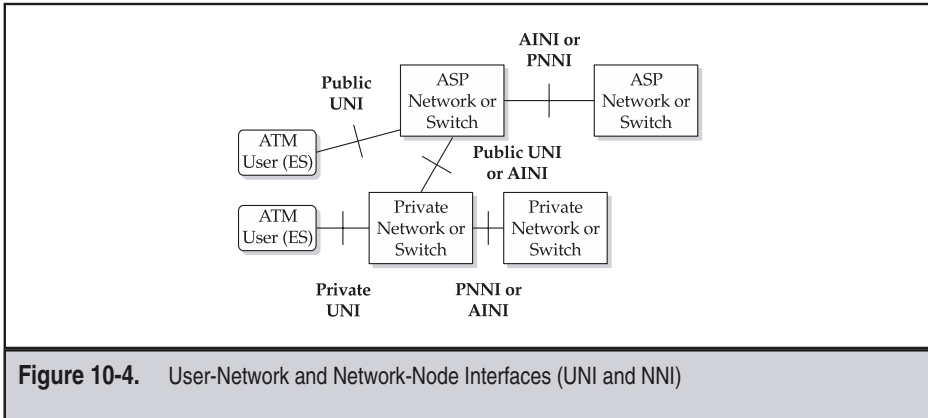 AINI or
PNNI
Public
UNI
ASP
Network or
Switch
ASP
Network or
Switch
ATM
User (ES)
Public UNI
or AINI
ATM
User (ES)
Private
Network or
Switch
Private
Network or
Switch
Private
UNI
PNNI or
AINI
Figure 10-4. User-Network and Network-Node Interfaces (UNI and NNI)